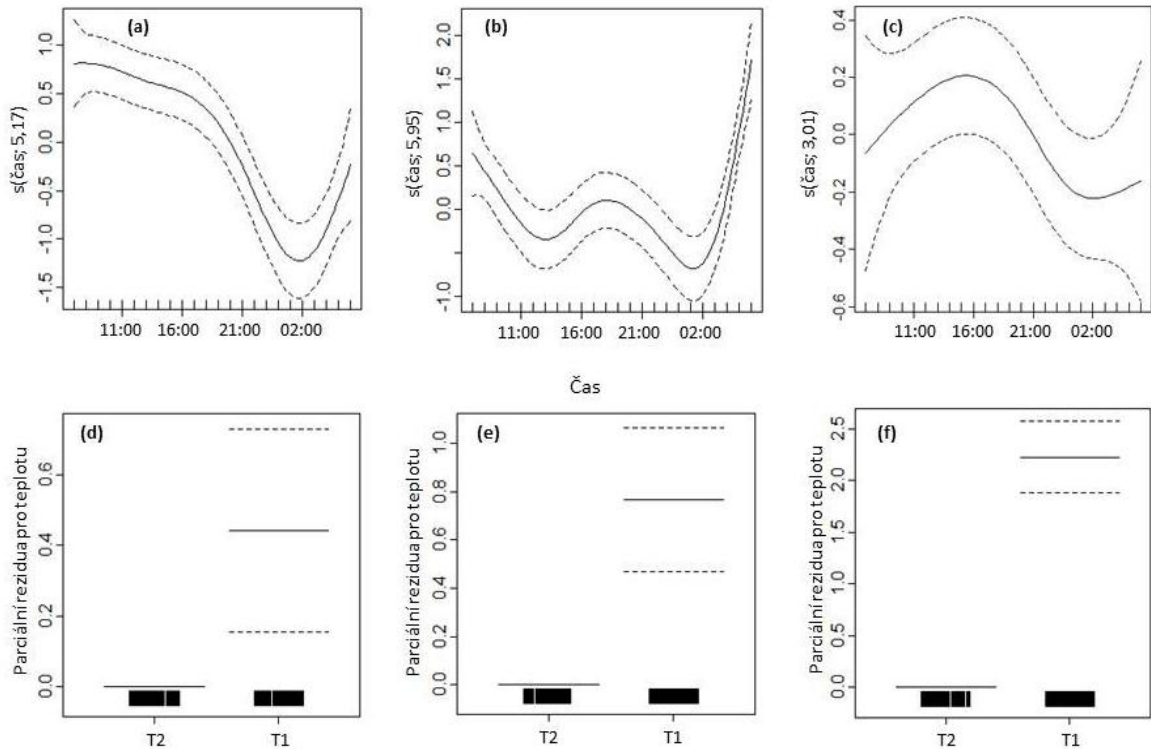 (a)
s(čas; 5,17)
1.0
0.5
0.0
-0.5
-1.0
-1.5
11:00 16:00 21:00 02:00
(b)
s(čas; 5,95)
2.0
1.5
1.0
0.5
0.0
-1.0
11:00 16:00 21:00 02:00
(c)
s(čas; 3,01)
0.4
0.2
0.0
-0.2
-0.4
-0.6
11:00 16:00 21:00 02:00
Čas
(d)
Parciální rezidua pro teplotu
0.6
0.4
0.2
0.0
T2 T1
(e)
Parciální rezidua pro teplotu
1.0
0.8
0.6
0.4
0.2
0.0
T2 T1
(f)
Parciální rezidua pro teplotu
2.5
2.0
1.5
1.0
0.5
0.0
T2 T1